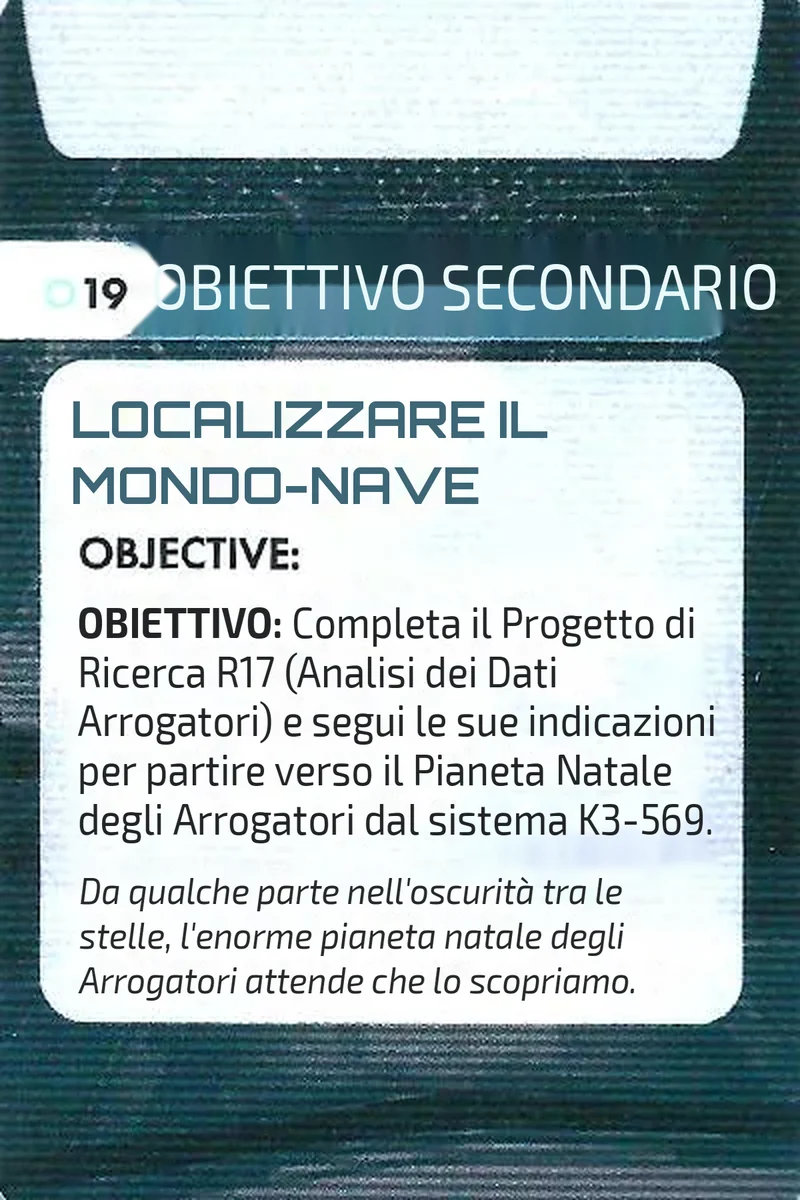 O 19
OBIETTIVO SECONDARIO
LOCALIZZARE IL
MONDO-NAVE
OBJECTIVE:
OBIETTIVO: Completa il Progetto di
Ricerca R17 (Analisi dei Dati
Arrogatori) e segui le sue indicazioni
per partire verso il Pianeta Natale
degli Arrogatori dal sistema K3-569.
Da qualche parte nell'oscurità tra le
stelle, l'enorme pianeta natale degli
Arrogatori attende che lo scopriamo.